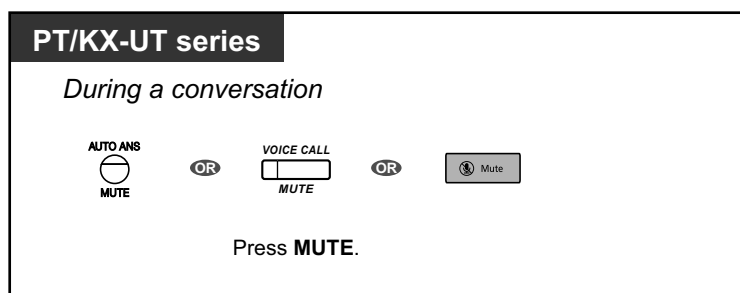 PT/KX-UT series
During a conversation
AUTO ANS
MUTE
OR
VOICE CALL
MUTE
OR
Mute
Press MUTE.